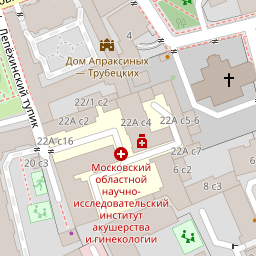 Лепёхинский тупик
Дом Апраксиных
— Трубецких
22/1 с2
22А с2
22А с4
22А с5-6
22А с16
22А с7
20 с3
6 с2
8 с3
Московский
областной
научно-
исследовательский
институт
акушерства
и гинекологии